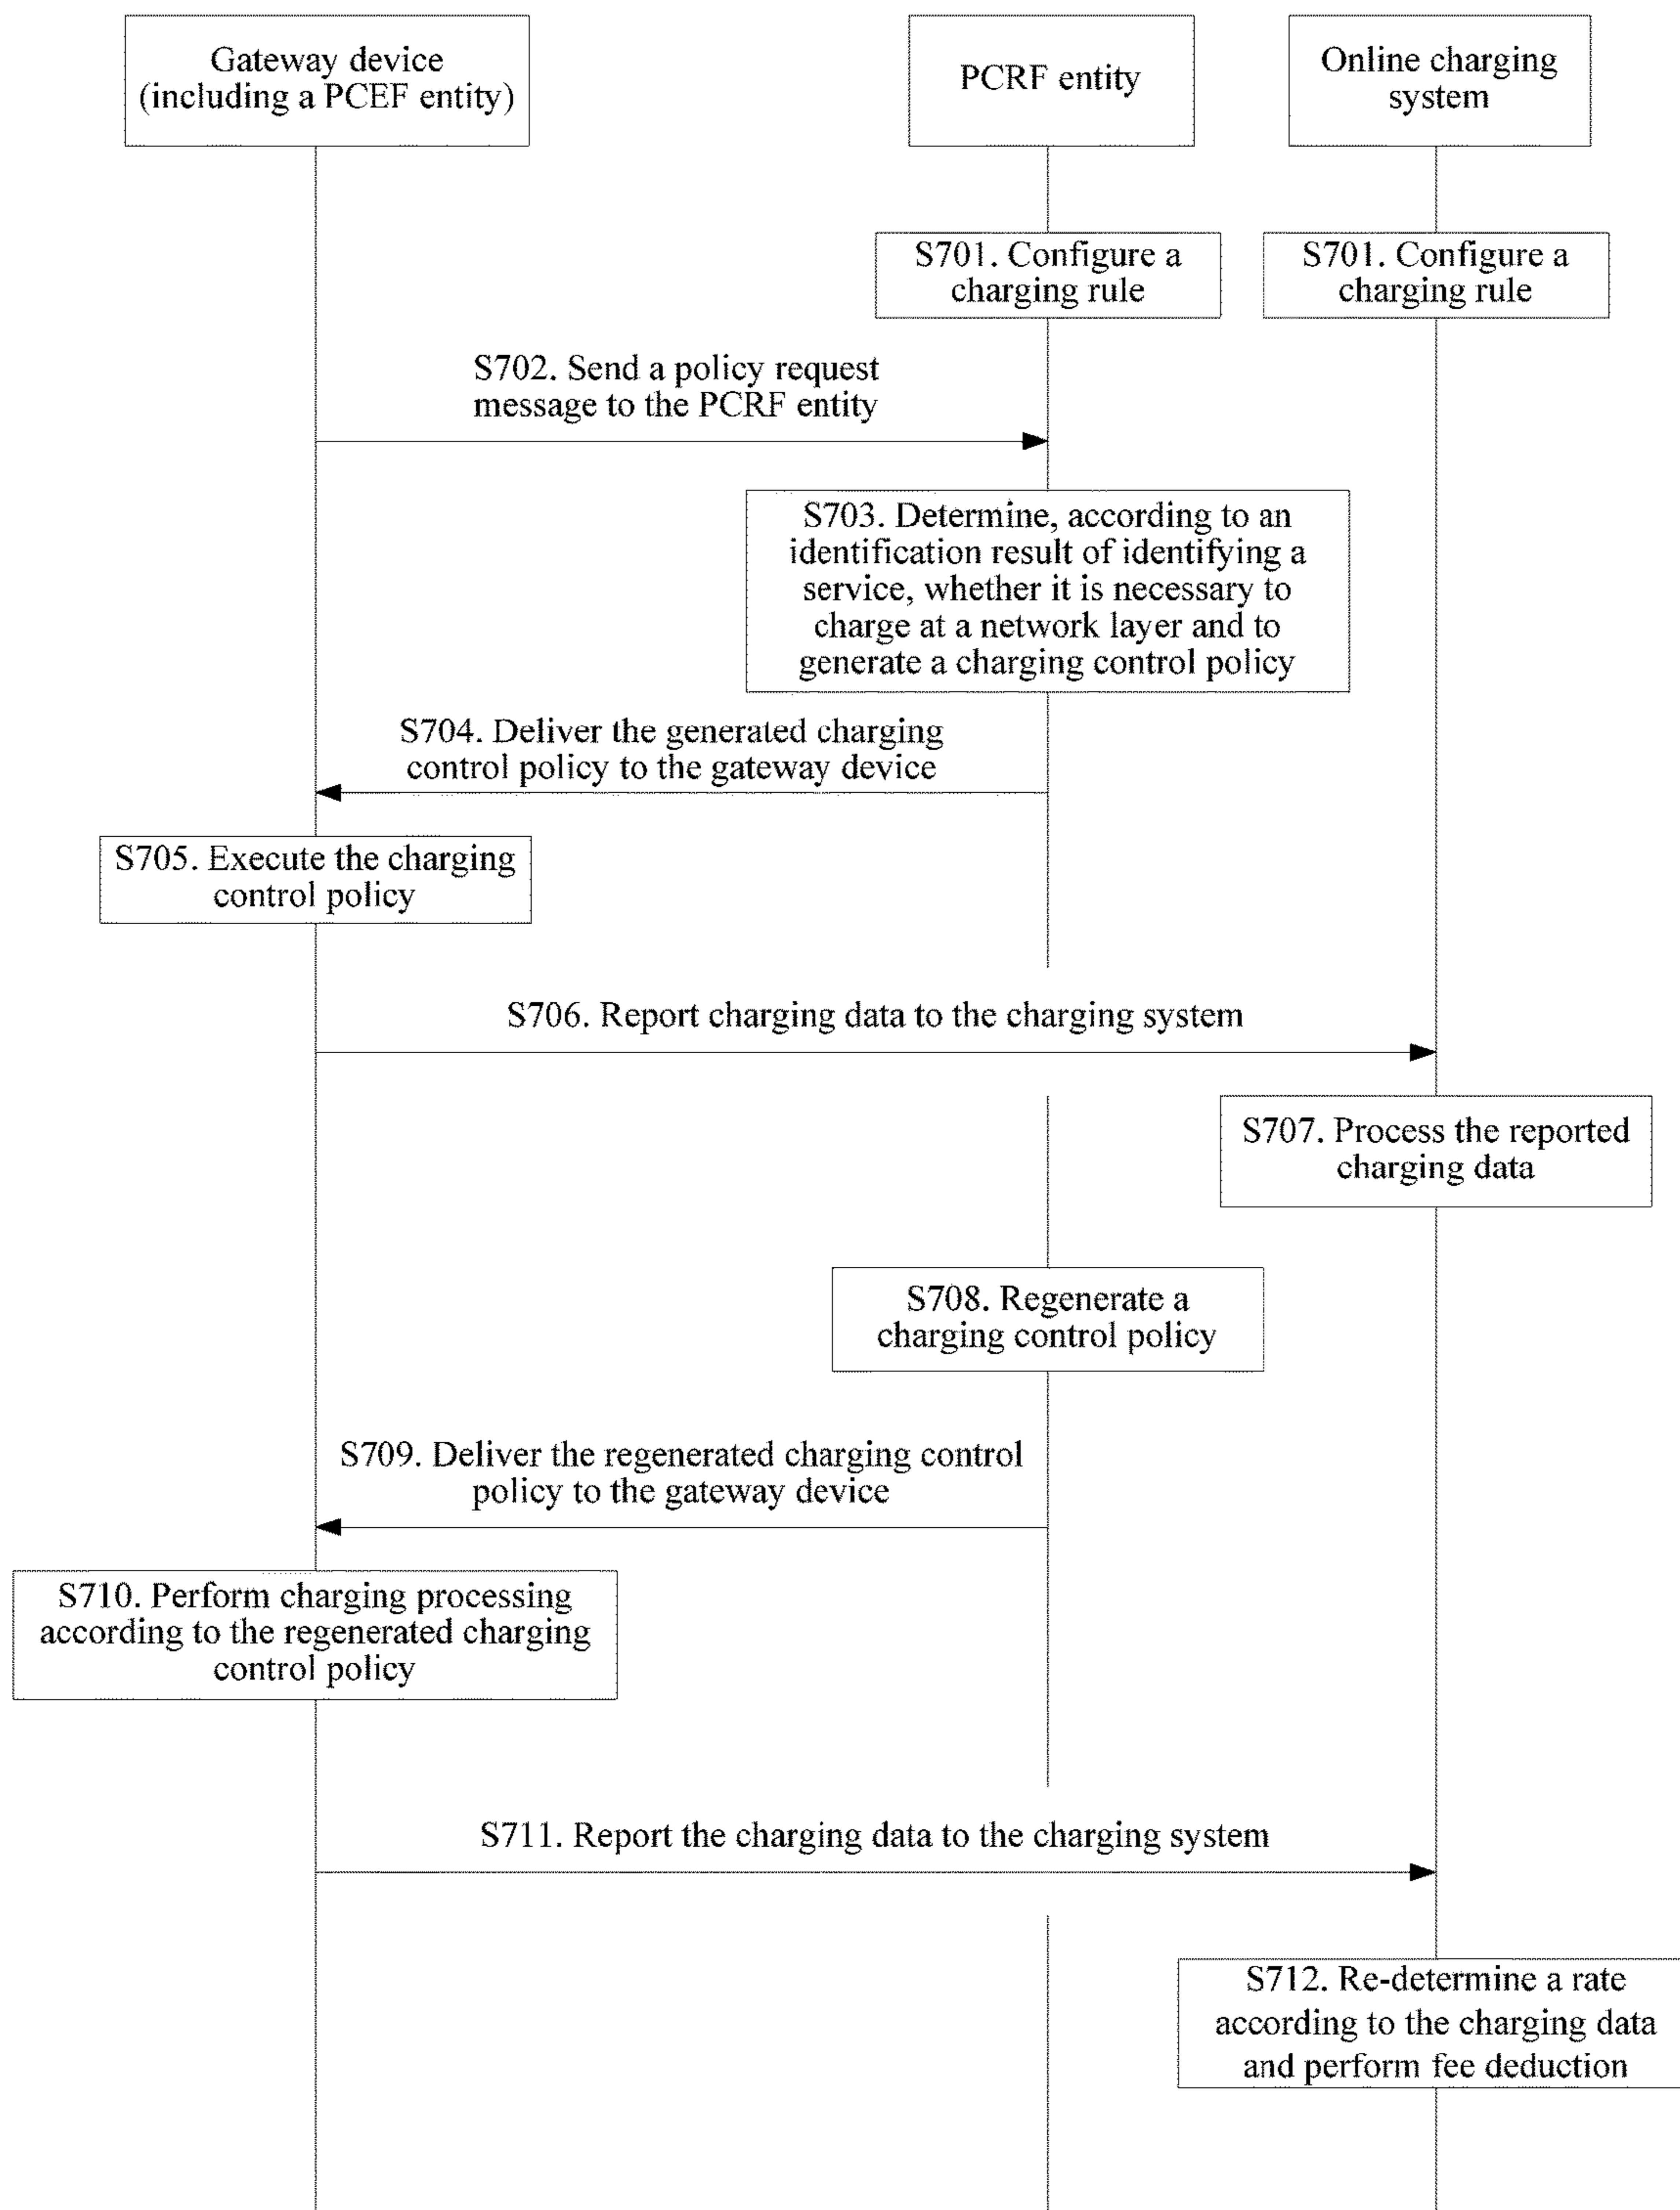 Gateway device
(including a PCEF entity)
PCRF entity
Online charging
system
S701. Configure a
charging rule
S701. Configure a
charging rule
S702. Send a policy request
message to the PCRF entity
S703. Determine, according to an
identification result of identifying a
service, whether it is necessary to
charge at a network layer and to
generate a charging control policy
S704. Deliver the generated charging
control policy to the gateway device
S705. Execute the charging
control policy
S706. Report charging data to the charging system
S707. Process the reported
charging data
S708. Regenerate a
charging control policy
S709. Deliver the regenerated charging control
policy to the gateway device
S710. Perform charging processing
according to the regenerated charging
control policy
S711. Report the charging data to the charging system
S712. Re-determine a rate
according to the charging data
and perform fee deduction